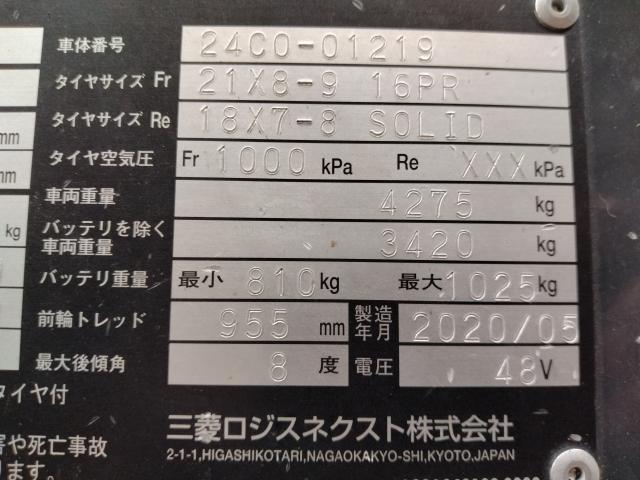 車体番号 24C0-01219
タイヤサイズ Fr 21X8-9 16PR
タイヤサイズ Re 18X7-8 SOLID
mm
タイヤ空気圧 Fr 1000 kPa Re XXX kPa
mm
車両重量 4275 kg
kg バッテリを除く車両重量 3420 kg
バッテリ重量 最小 810 kg 最大 1025 kg
前輪トレッド 955 mm 製造年月 2020/05
最大後傾角 8 度 電圧 48 V
タイヤ付
三菱ロジスネクスト株式会社
害や死亡事故
2-1-1,HIGASHIKOTARI,NAGAOKAKYO-SHI,KYOTO,JAPAN
ります。